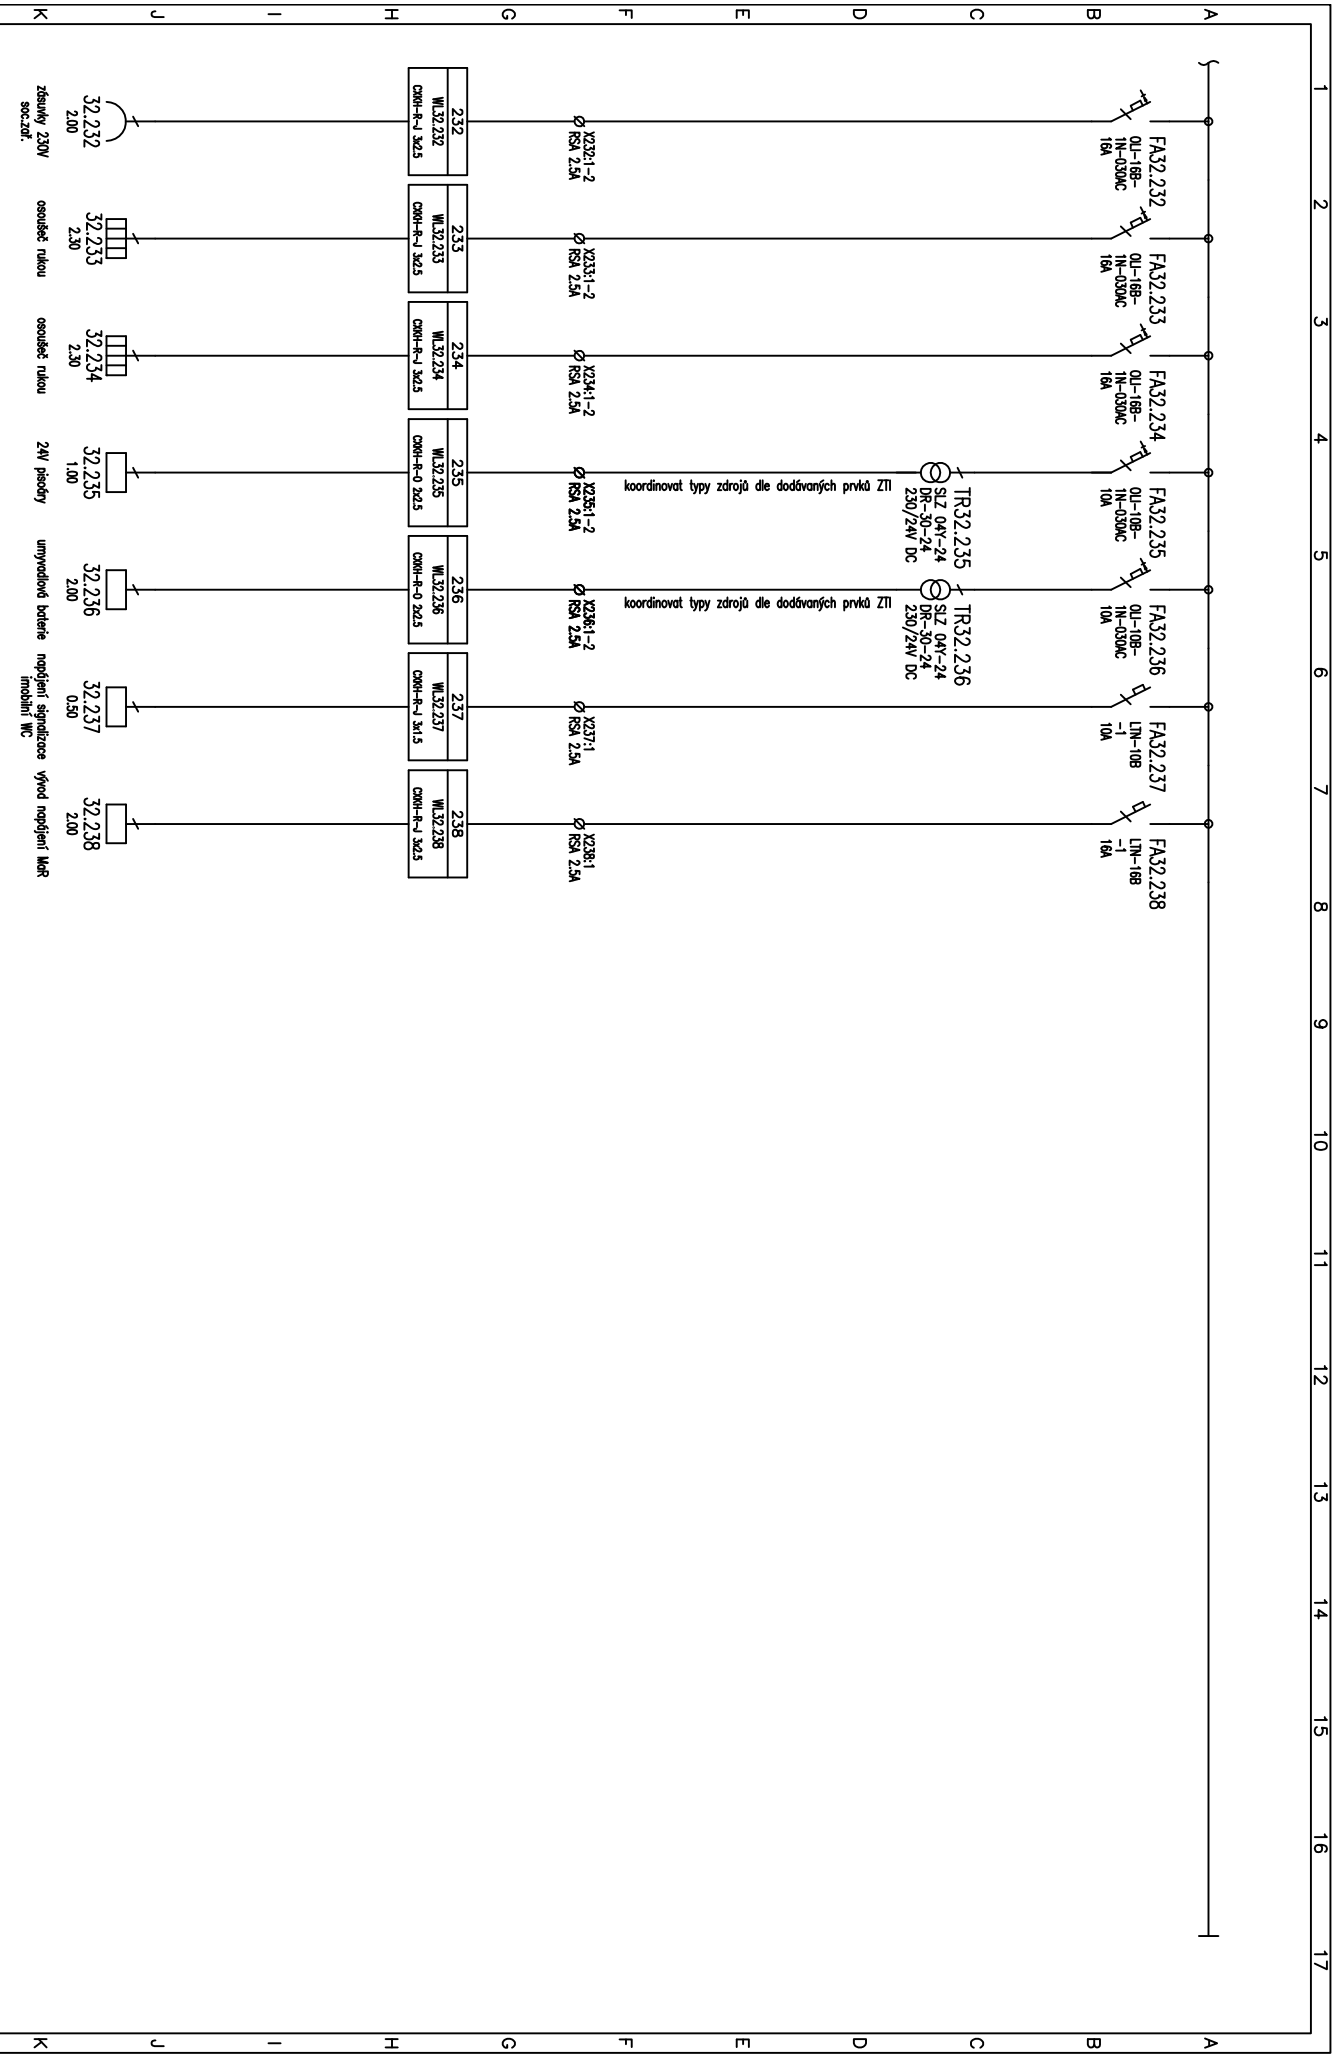 1
2
3
4
5
6
7
8
9
10
11
12
13
14
15
16
17
A
B
C
D
E
F
G
H
I
J
K
A
B
C
D
E
F
G
H
I
J
K
FA32.232
OLI-16B-
1N-030AC
16A
FA32.233
OLI-16B-
1N-030AC
16A
FA32.234
OLI-16B-
1N-030AC
16A
FA32.235
OLI-10B-
1N-030AC
10A
FA32.236
OLI-10B-
1N-030AC
10A
FA32.237
LTN-10B
-1
10A
FA32.238
LTN-16B
-1
16A
TR32.235
SLZ 04Y-24
DR-30-24
230/24V DC
TR32.236
SLZ 04Y-24
DR-30-24
230/24V DC
koordinovat typy zdrojů dle dodávaných prvků ZTI
koordinovat typy zdrojů dle dodávaných prvků ZTI
X232:1-2
RSA 2.5A
X233:1-2
RSA 2.5A
X234:1-2
RSA 2.5A
X235:1-2
RSA 2.5A
X236:1-2
RSA 2.5A
X237:1
RSA 2.5A
X238:1
RSA 2.5A
232
WL32.232
CXKH-R-J 3x2.5
233
WL32.233
CXKH-R-J 3x2.5
234
WL32.234
CXKH-R-J 3x2.5
235
WL32.235
CXKH-R-O 2x2.5
236
WL32.236
CXKH-R-O 2x2.5
237
WL32.237
CXKH-R-J 3x1.5
238
WL32.238
CXKH-R-J 3x2.5
32.232
2.00
zásuvky 230V
soc.zař.
32.233
2.30
osoušeč rukou
32.234
2.30
osoušeč rukou
32.235
1.00
24V pisoáry
32.236
2.00
umyvadlové baterie
32.237
0.50
napájení signalizace
imobilní WC
32.238
2.00
vývod napájení MaR